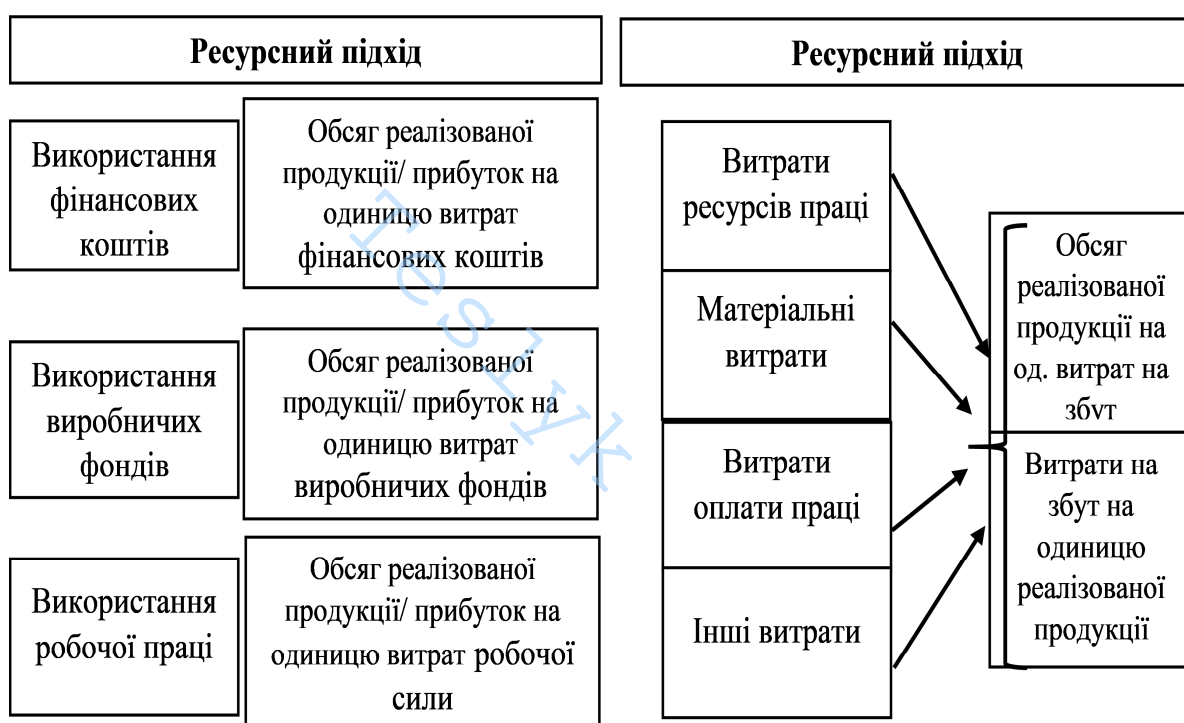 Ресурсний підхід
Використання
фінансових
коштів
Обсяг реалізованої
продукції/ прибуток на
одиницю витрат
фінансових коштів
Використання
виробничих
фондів
Обсяг реалізованої
продукції/ прибуток на
одиницю витрат
виробничих фондів
Використання
робочої праці
Обсяг реалізованої
продукції/ прибуток на
одиницю витрат робочої
сили
Ресурсний підхід
Витрати
ресурсів праці
Матеріальні
витрати
Витрати
оплати праці
Інші витрати
Обсяг
реалізованої
продукції на
од. витрат на
збут
Витрати на
збут на
одиницю
реалізованої
продукції
Teslyk